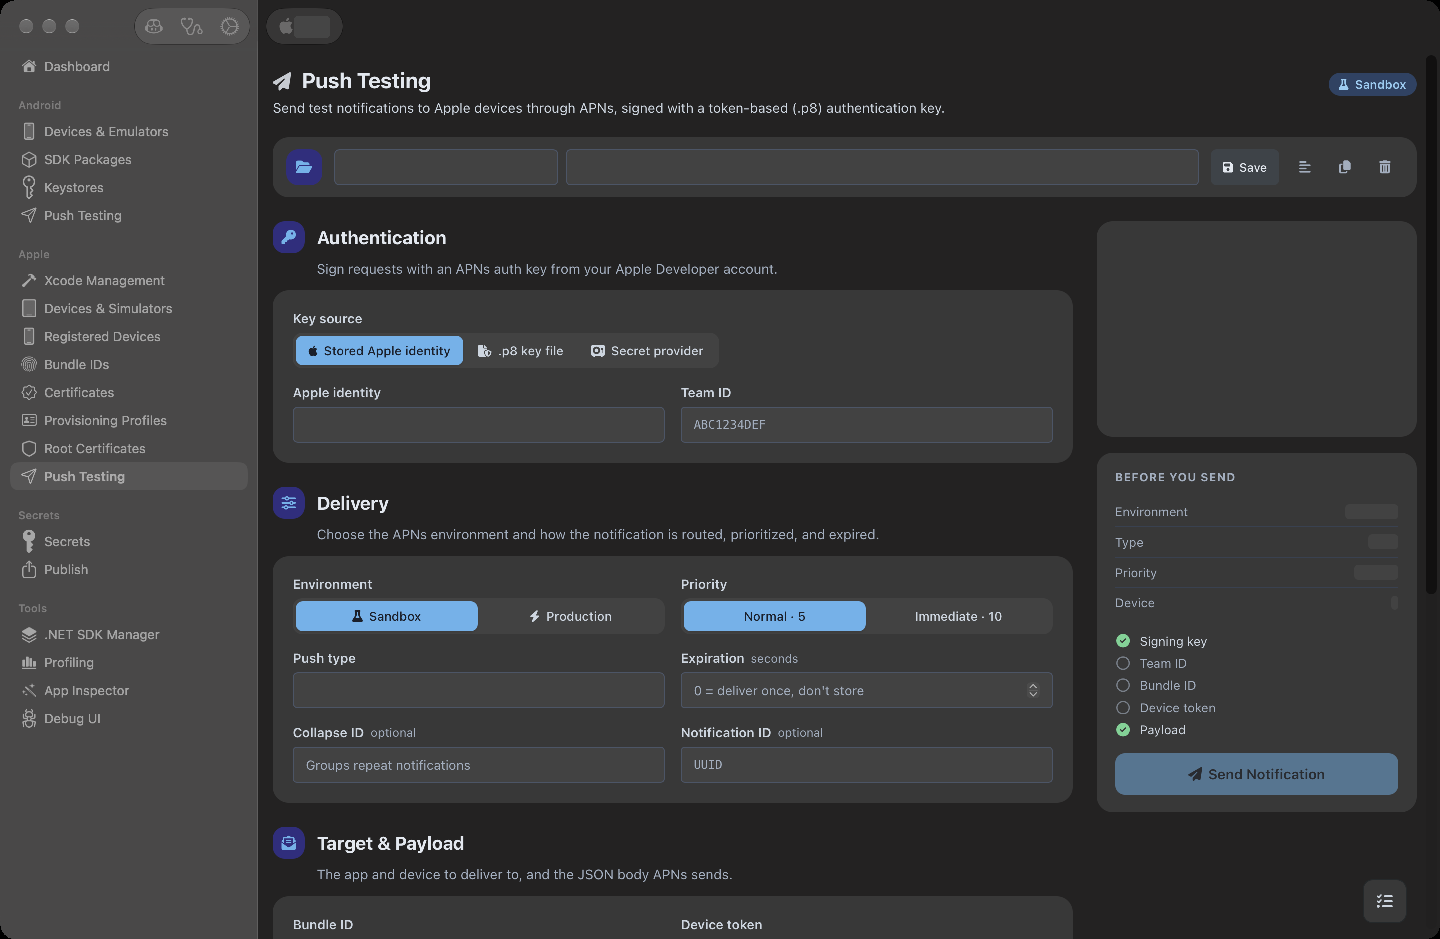 Dashboard
Android
Devices & Emulators
SDK Packages
Keystores
Push Testing
Apple
Xcode Management
Devices & Simulators
Registered Devices
Bundle IDs
Certificates
Provisioning Profiles
Root Certificates
Push Testing
Secrets
Secrets
Publish
Tools
.NET SDK Manager
Profiling
App Inspector
Debug UI
Push Testing
Sandbox
Send test notifications to Apple devices through APNs, signed with a token-based (.p8) authentication key.
Save
Authentication
Sign requests with an APNs auth key from your Apple Developer account.
Key source
Stored Apple identity
.p8 key file
Secret provider
Apple identity
Team ID
ABC1234DEF
Delivery
Choose the APNs environment and how the notification is routed, prioritized, and expired.
Environment
Priority
Sandbox
Production
Normal · 5
Immediate · 10
Push type
Expiration seconds
0 = deliver once, don't store
Collapse ID optional
Notification ID optional
Groups repeat notifications
UUID
Target & Payload
The app and device to deliver to, and the JSON body APNs sends.
Bundle ID
Device token
BEFORE YOU SEND
Environment
Type
Priority
Device
Signing key
Team ID
Bundle ID
Device token
Payload
Send Notification